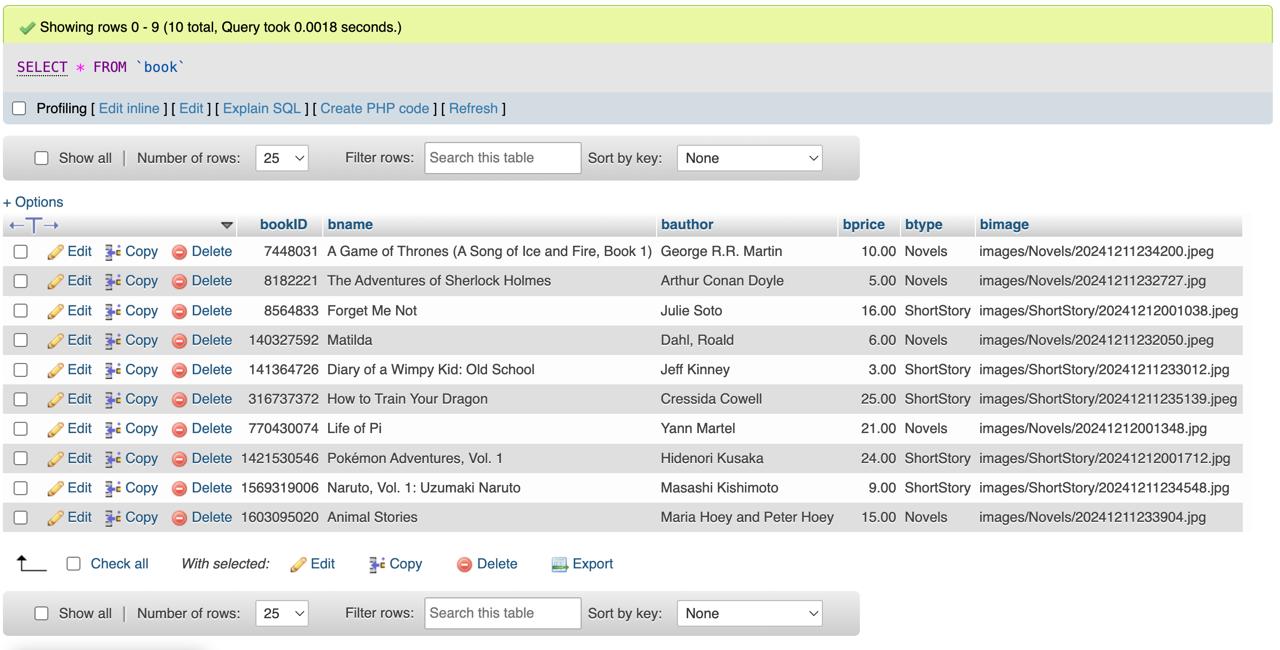 Showing rows 0 - 9 (10 total, Query took 0.0018 seconds.)
SELECT * FROM `book`
Profiling [ Edit inline ] [ Edit ] [ Explain SQL ] [ Create PHP code ] [ Refresh ]
Show all | Number of rows: 25 Filter rows: Search this table Sort by key: None
+ Options
bookID bname bauthor bprice btype bimage
Edit Copy Delete 7448031 A Game of Thrones (A Song of Ice and Fire, Book 1) George R.R. Martin 10.00 Novels images/Novels/20241211234200.jpeg
Edit Copy Delete 8182221 The Adventures of Sherlock Holmes Arthur Conan Doyle 5.00 Novels images/Novels/20241211232727.jpg
Edit Copy Delete 8564833 Forget Me Not Julie Soto 16.00 ShortStory images/ShortStory/20241212001038.jpeg
Edit Copy Delete 140327592 Matilda Dahl, Roald 6.00 Novels images/Novels/20241211232050.jpeg
Edit Copy Delete 141364726 Diary of a Wimpy Kid: Old School Jeff Kinney 3.00 ShortStory images/ShortStory/20241211233012.jpg
Edit Copy Delete 316737372 How to Train Your Dragon Cressida Cowell 25.00 ShortStory images/ShortStory/20241211235139.jpeg
Edit Copy Delete 770430074 Life of Pi Yann Martel 21.00 Novels images/Novels/20241212001348.jpg
Edit Copy Delete 1421530546 Pokémon Adventures, Vol. 1 Hidenori Kusaka 24.00 ShortStory images/ShortStory/20241212001712.jpg
Edit Copy Delete 1569319006 Naruto, Vol. 1: Uzumaki Naruto Masashi Kishimoto 9.00 ShortStory images/ShortStory/20241211234548.jpg
Edit Copy Delete 1603095020 Animal Stories Maria Hoey and Peter Hoey 15.00 Novels images/Novels/20241211233904.jpg
Check all With selected: Edit Copy Delete Export
Show all | Number of rows: 25 Filter rows: Search this table Sort by key: None